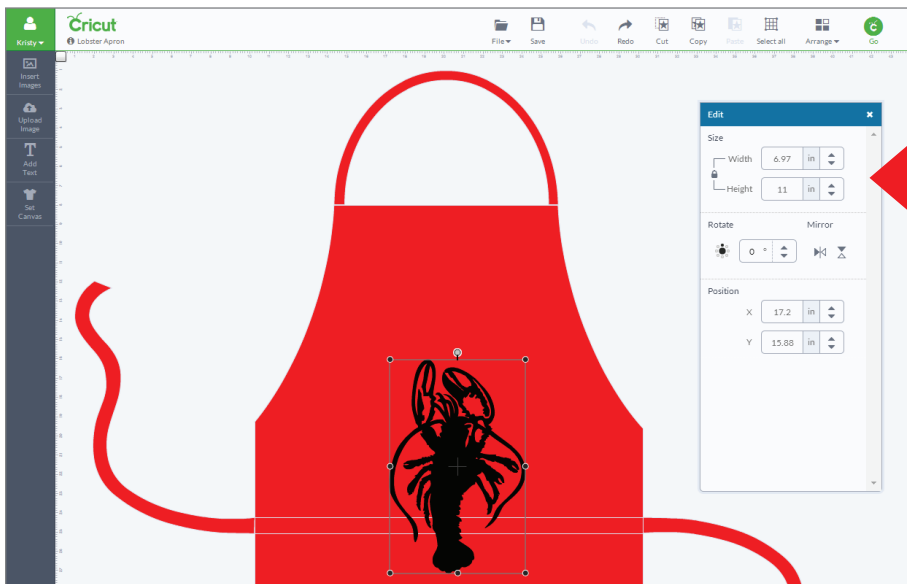 Cricut
Kristy
Lobster Apron
File
Save
Undo
Redo
Cut
Copy
Paste
Select all
Arrange
Go
Insert
Images
Upload
Image
Add
Text
Set
Canvas
Edit
Size
Width 6.97 in
Height 11 in
Rotate Mirror
0 °
Position
X 17.2 in
Y 15.88 in